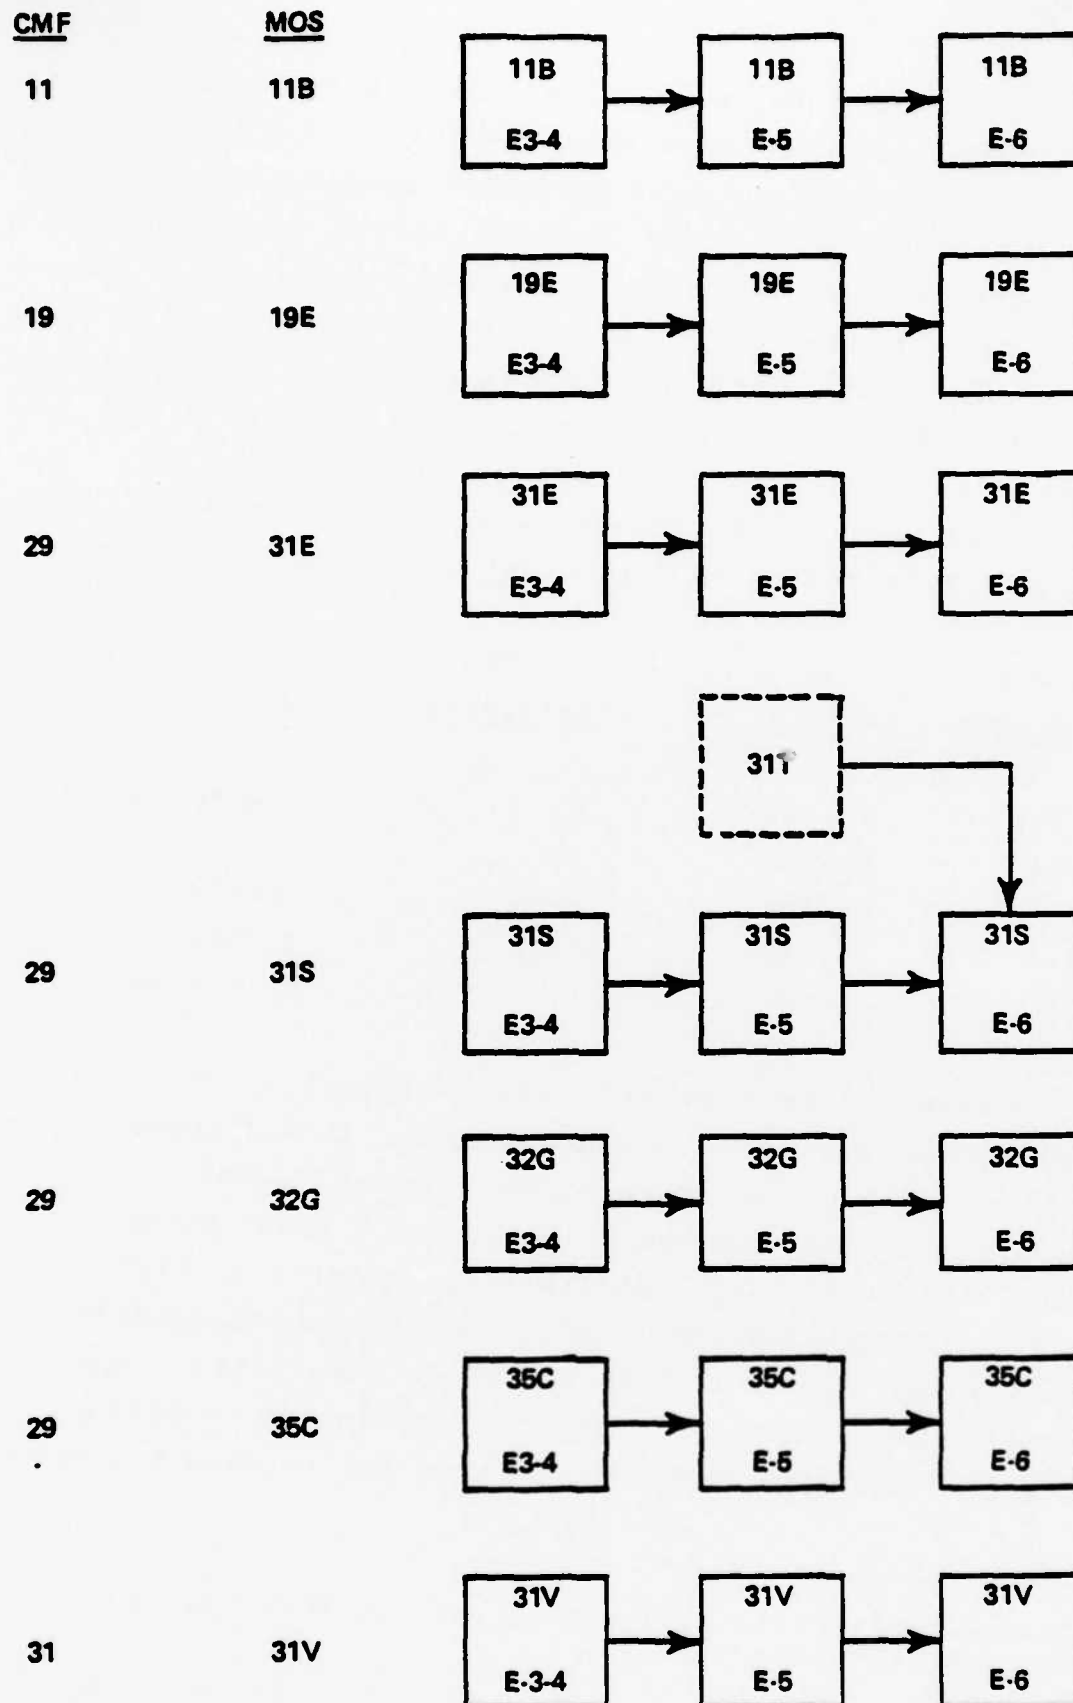 CMF MOS
11 11B 11B 11B 11B
E3-4 E-5 E-6
19E 19E 19E
19 19E
E3-4 E-5 E-6
31E 31E 31E
29 31E
E3-4 E-5 E-6
31S 31S 31S
29 31S
E3-4 E-5 E-6
32G 32G 32G
29 32G
E3-4 E-5 E-6
35C 35C 35C
29 35C
E3-4 E-5 E-6
31V 31V 31V
31 31V
E-3-4 E-5 E-6